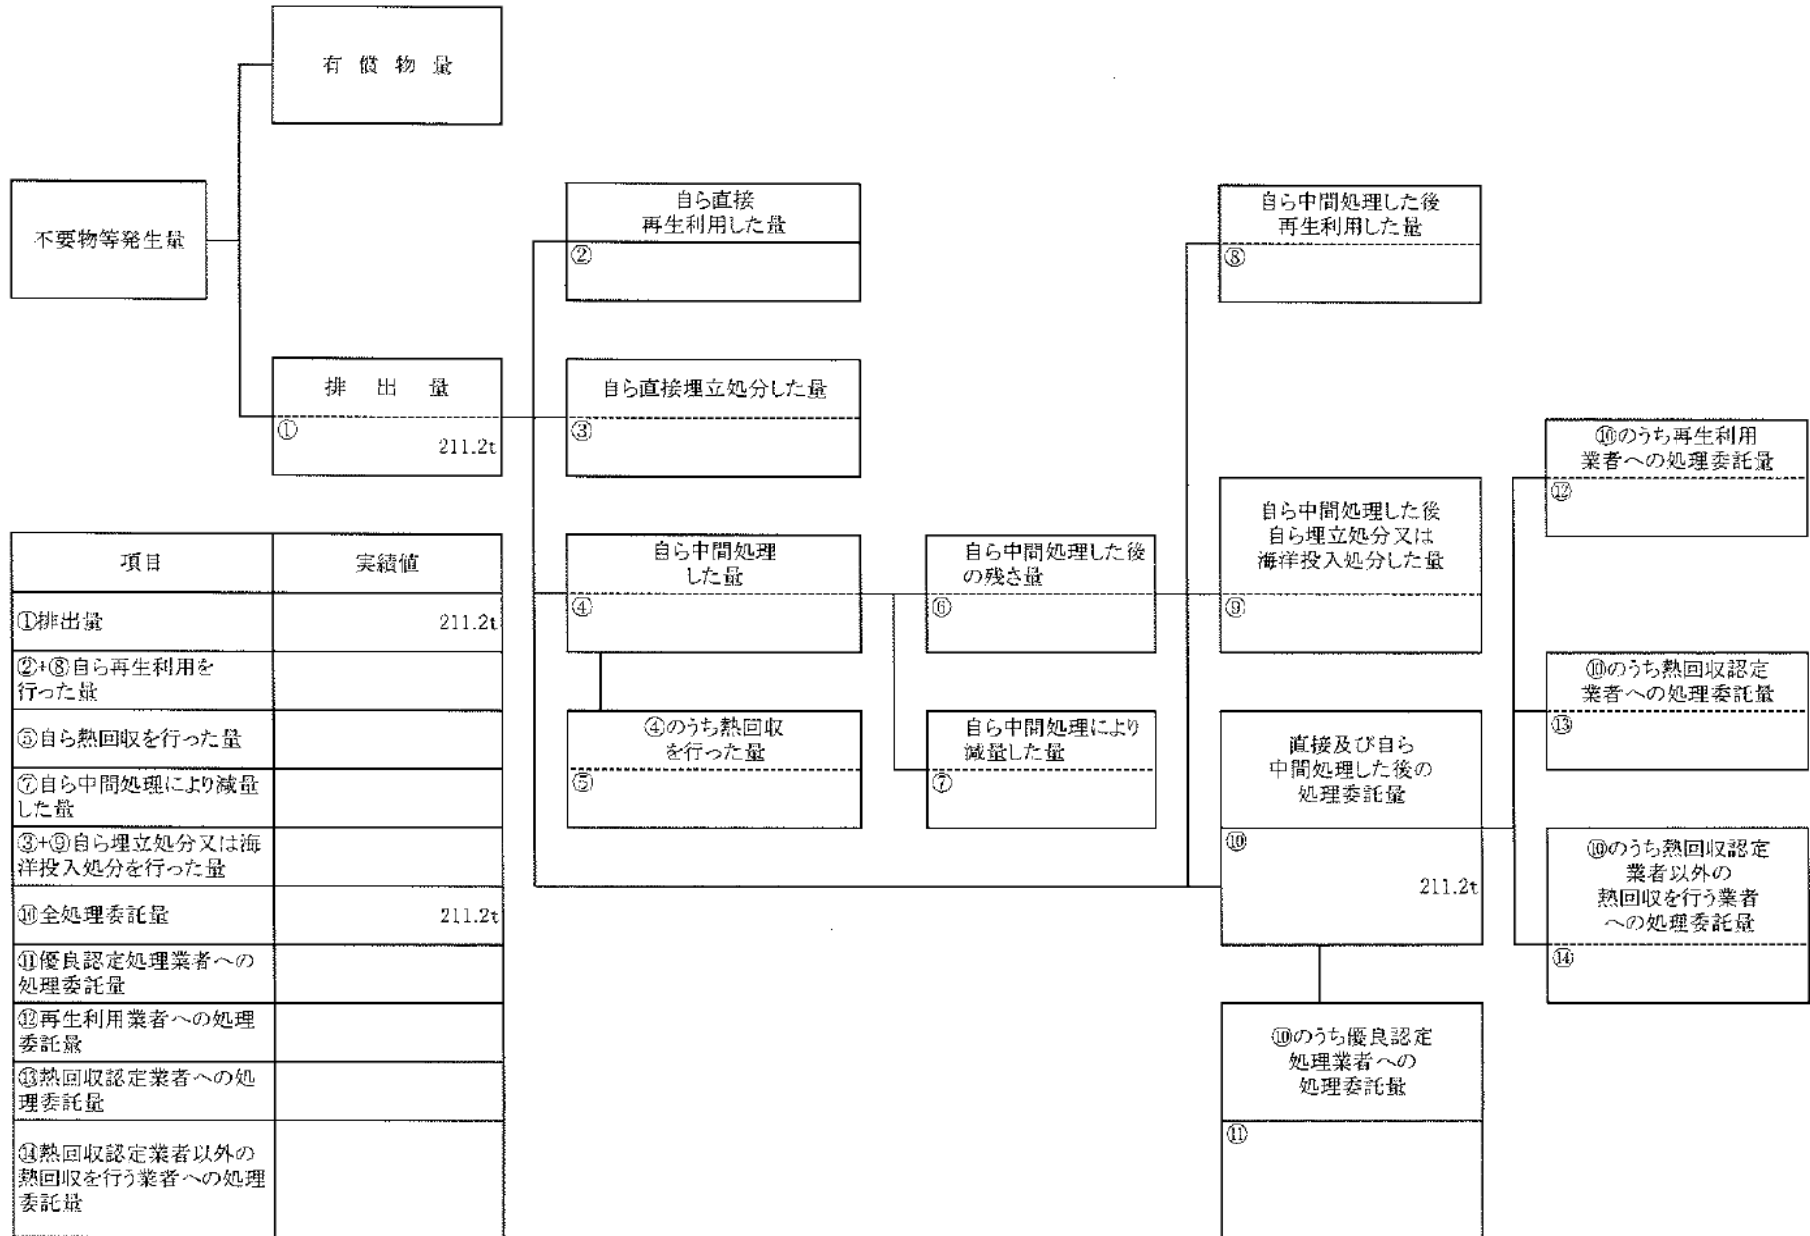 有償物量
不要物等発生量
排出量
①
211.2t
自ら直接
再生利用した量
②
自ら直接埋立処分した量
③
自ら中間処理
した量
④
④のうち熱回収
を行った量
⑤
自ら中間処理した後
の残さ量
⑥
自ら中間処理により
減量した量
⑦
自ら中間処理した後
再生利用した量
⑧
自ら中間処理した後
自ら埋立処分又は
海洋投入処分した量
⑨
直接及び自ら
中間処理した後の
処理委託量
⑩
211.2t
⑩のうち優良認定
処理業者への
処理委託量
⑪
⑩のうち再生利用
業者への処理委託量
⑫
⑩のうち熱回収認定
業者への処理委託量
⑬
⑩のうち熱回収認定
業者以外の
熱回収を行う業者
への処理委託量
⑭
項目 実績値
①排出量 211.2t
②+⑧自ら再生利用を
行った量
⑤自ら熱回収を行った量
⑦自ら中間処理により減量
した量
③+⑨自ら埋立処分又は海
洋投入処分を行った量
⑩全処理委託量 211.2t
⑪優良認定処理業者への
処理委託量
⑫再生利用業者への処理
委託量
⑬熱回収認定業者への処
理委託量
⑭熱回収認定業者以外の
熱回収を行う業者への処理
委託量